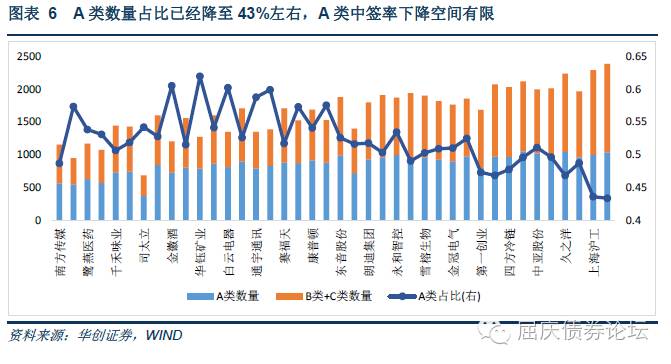 图表 6 A 类数量占比已经降至 43%左右，A 类中签率下降空间有限
2500
2000
1500
1000
500
0
0.65
0.6
0.55
0.5
0.45
0.4
南方传媒
鹭燕医药
千禾味业
司太立
金徽酒
华钰矿业
白云电器
通宇通讯
赛福天
康普顿
东音股份
朗迪集团
永和智控
雪榕生物
金冠电气
第一创业
四方冷链
中亚股份
久之洋
上海沪工
A类数量
B类+C类数量
A类占比(右)
资料来源：华创证券，WIND
屈庆债券论坛